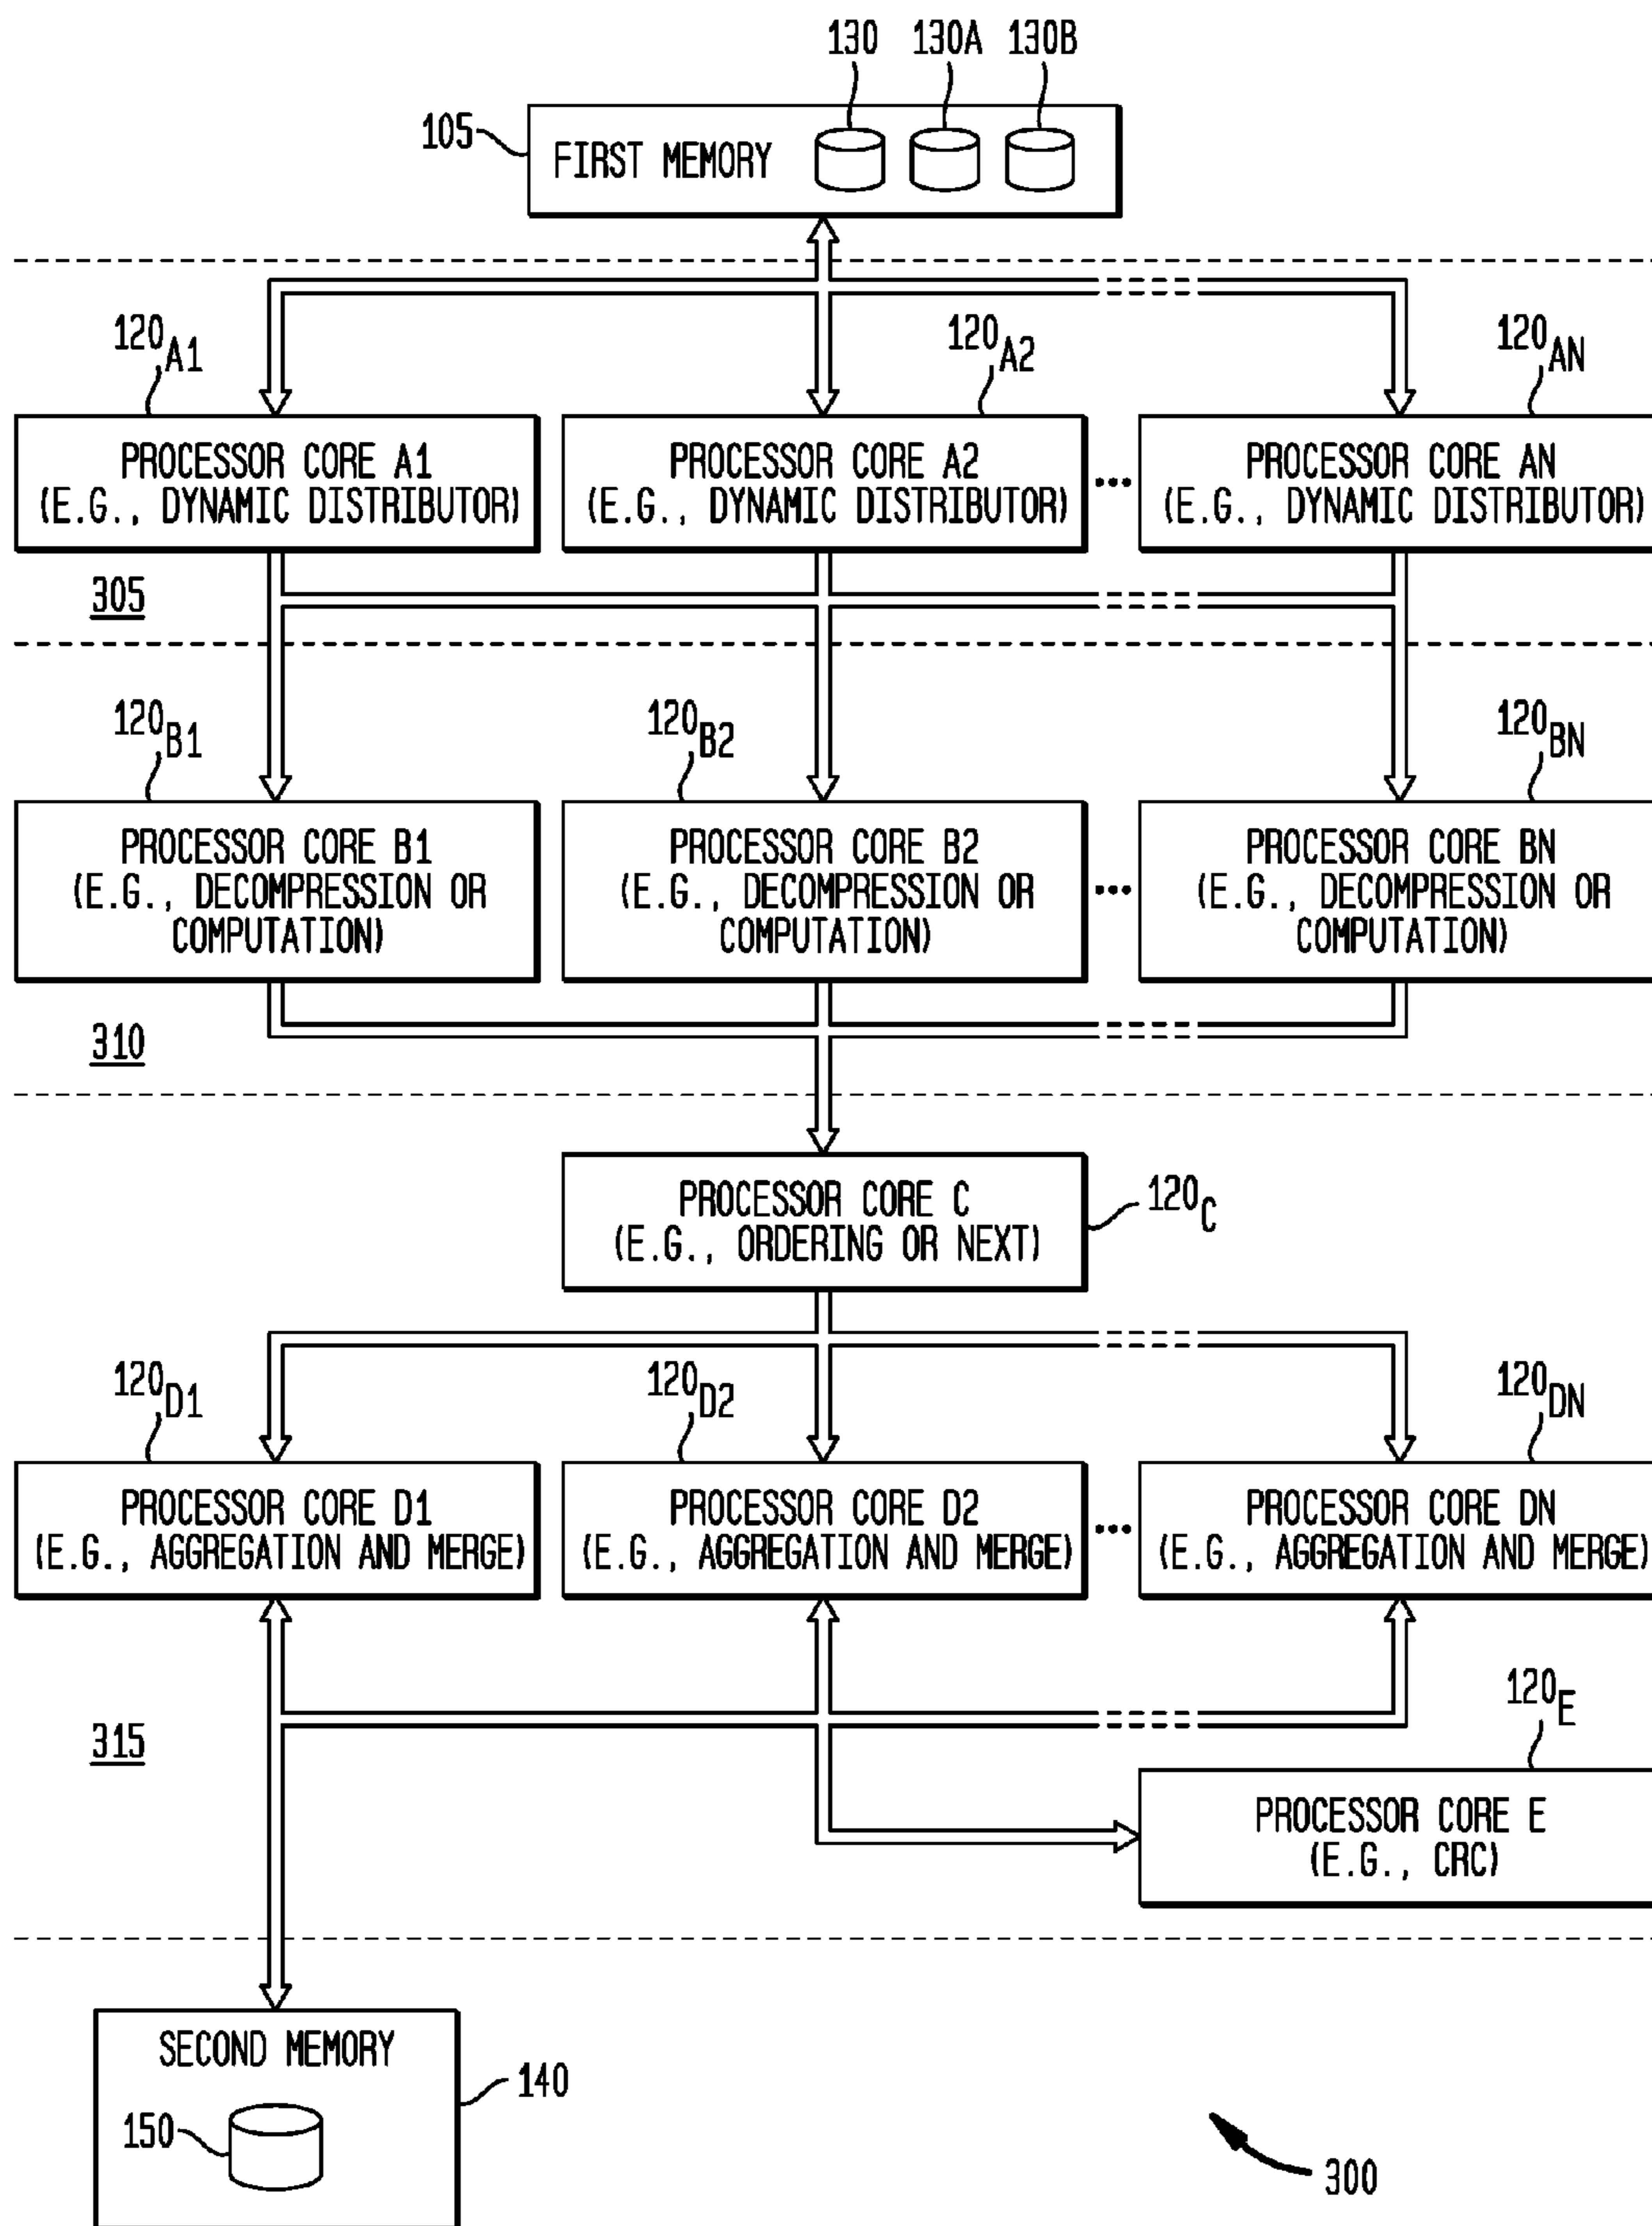 130 130A 130B
105
FIRST MEMORY
120A1 120A2 120AN
PROCESSOR CORE A1
(E.G., DYNAMIC DISTRIBUTOR)
PROCESSOR CORE A2
(E.G., DYNAMIC DISTRIBUTOR)
...
PROCESSOR CORE AN
(E.G., DYNAMIC DISTRIBUTOR)
305
120B1 120B2 120BN
PROCESSOR CORE B1
(E.G., DECOMPRESSION OR
COMPUTATION)
PROCESSOR CORE B2
(E.G., DECOMPRESSION OR
COMPUTATION)
...
PROCESSOR CORE BN
(E.G., DECOMPRESSION OR
COMPUTATION)
310
PROCESSOR CORE C
(E.G., ORDERING OR NEXT)
120C
120D1 120D2 120DN
PROCESSOR CORE D1
(E.G., AGGREGATION AND MERGE)
PROCESSOR CORE D2
(E.G., AGGREGATION AND MERGE)
...
PROCESSOR CORE DN
(E.G., AGGREGATION AND MERGE)
315
120E
PROCESSOR CORE E
(E.G., CRC)
SECOND MEMORY
140
150
300